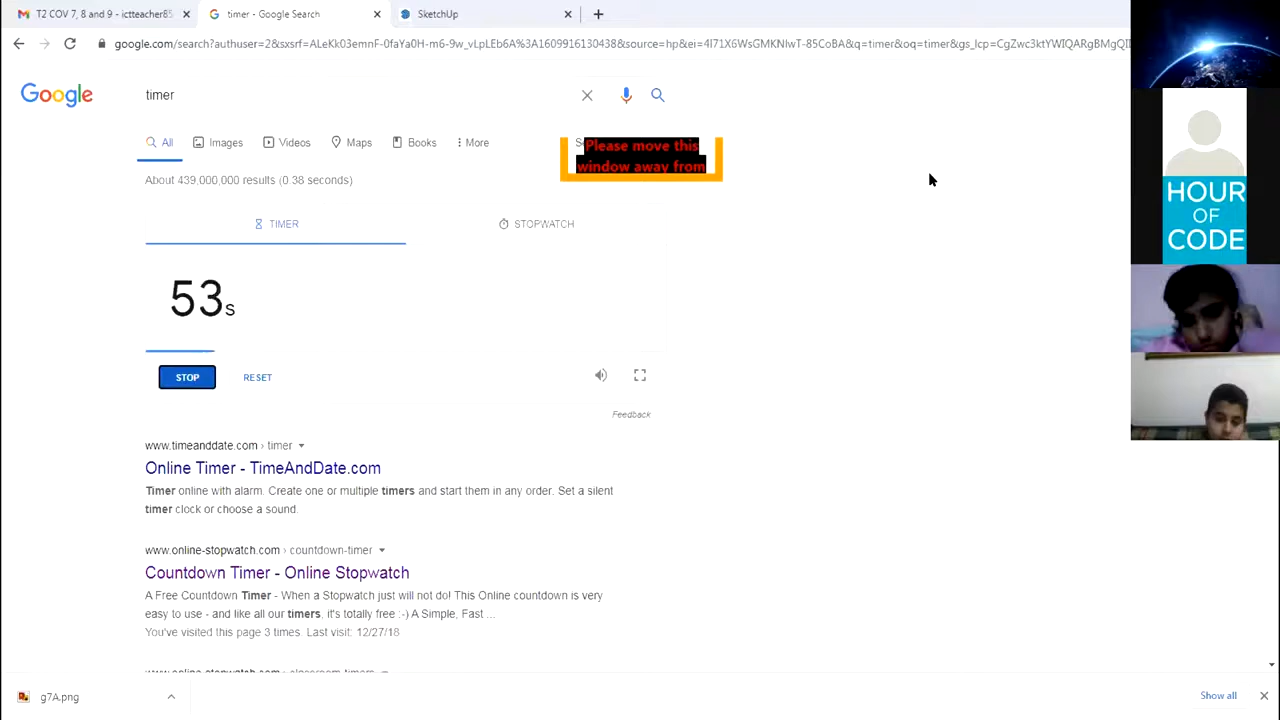 T2 COV 7, 8 and 9 - ictteacher85
timer - Google Search
SketchUp
google.com/search?authuser=2&sxsrf=ALeKk03emnF-0faYa0H-m6-9w_vLpLEb6A%3A1609916130438&source=hp&ei=4I71X6WsGMKNlwT-85CoBA&q=timer&oq=timer&gs_lcp=CgZwc3ktYWIQARgBMgQII
Google
timer
All
Images
Videos
Maps
Books
More
Please move this
window away from
About 439,000,000 results (0.38 seconds)
TIMER
STOPWATCH
53s
STOP
RESET
Feedback
www.timeanddate.com › timer
Online Timer - TimeAndDate.com
Timer online with alarm. Create one or multiple timers and start them in any order. Set a silent
timer clock or choose a sound.
www.online-stopwatch.com › countdown-timer
Countdown Timer - Online Stopwatch
A Free Countdown Timer - When a Stopwatch just will not do! This Online countdown is very
easy to use - and like all our timers, it's totally free :-) A Simple, Fast ...
You've visited this page 3 times. Last visit: 12/27/18
www.online-stopwatch.com › classroom-timers
g7A.png
Show all
HOUR
OF
CODE